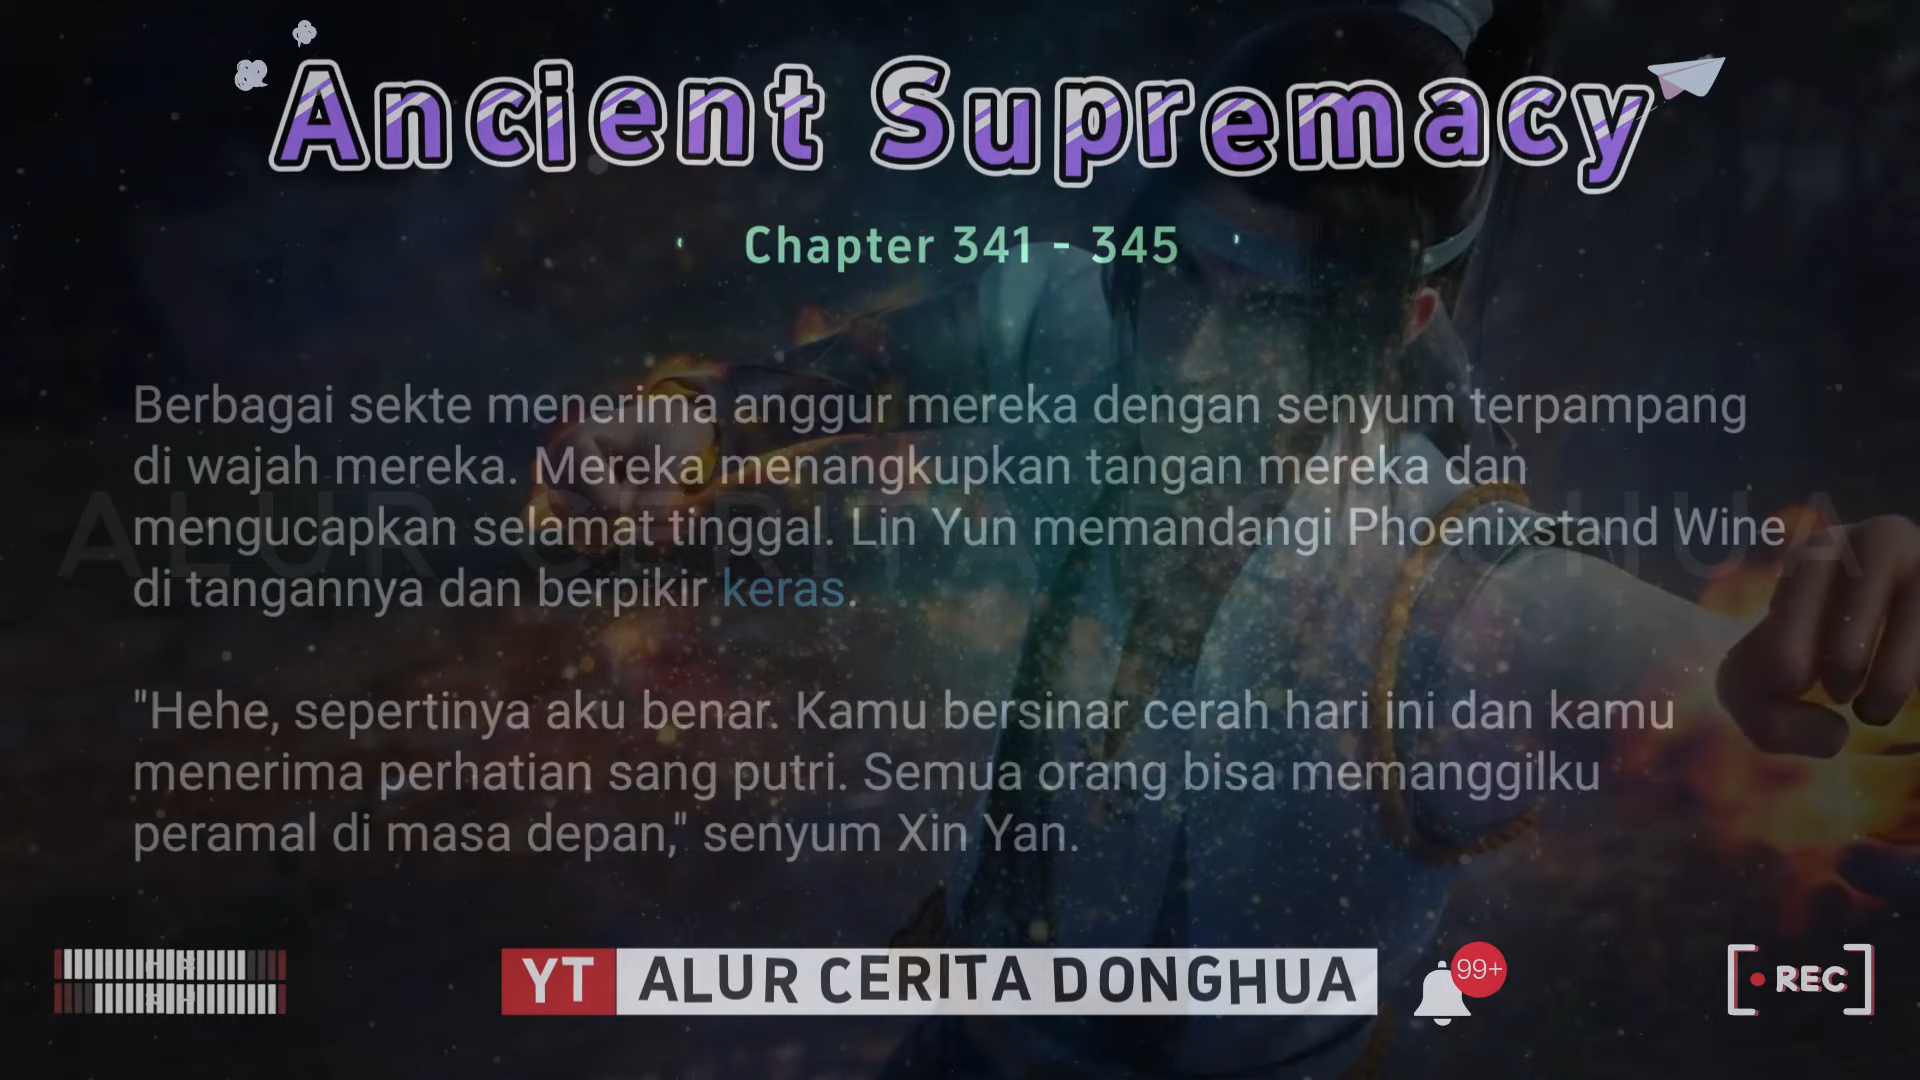 Ancient Supremacy
Chapter 341 - 345
Berbagai sekte menerima anggur mereka dengan senyum terpampang
di wajah mereka. Mereka menangkupkan tangan mereka dan
mengucapkan selamat tinggal. Lin Yun memandangi Phoenixstand Wine
di tangannya dan berpikir keras.
"Hehe, sepertinya aku benar. Kamu bersinar cerah hari ini dan kamu
menerima perhatian sang putri. Semua orang bisa memanggilku
peramal di masa depan," senyum Xin Yan.
ALUR CERITA DONGHUA
YT ALUR CERITA DONGHUA
99+
REC